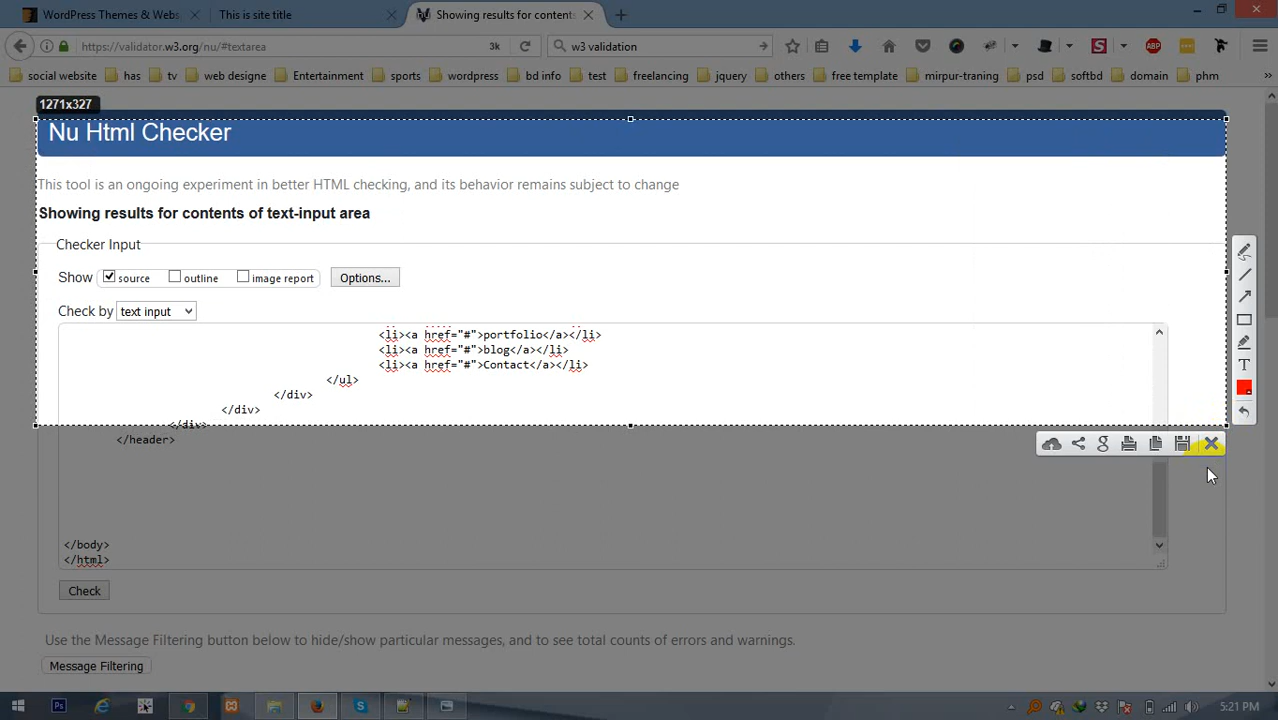 WordPress Themes & Webs
This is site title
Showing results for contents
https://validator.w3.org/nu/#textarea
3k
w3 validation
S
ABP
social website
has
tv
web designe
Entertainment
sports
wordpress
bd info
test
freelancing
jquery
others
free template
mirpur-traning
psd
softbd
domain
phm
»
1271x327
Nu Html Checker
This tool is an ongoing experiment in better HTML checking, and its behavior remains subject to change
Showing results for contents of text-input area
Checker Input
Show source outline image report Options...
Check by text input
<li><a href="#">portfolio</a></li>
<li><a href="#">blog</a></li>
<li><a href="#">Contact</a></li>
</ul>
</div>
</div>
</div>
</header>
</body>
</html>
Check
Use the Message Filtering button below to hide/show particular messages, and to see total counts of errors and warnings.
Message Filtering
Ps
5:21 PM